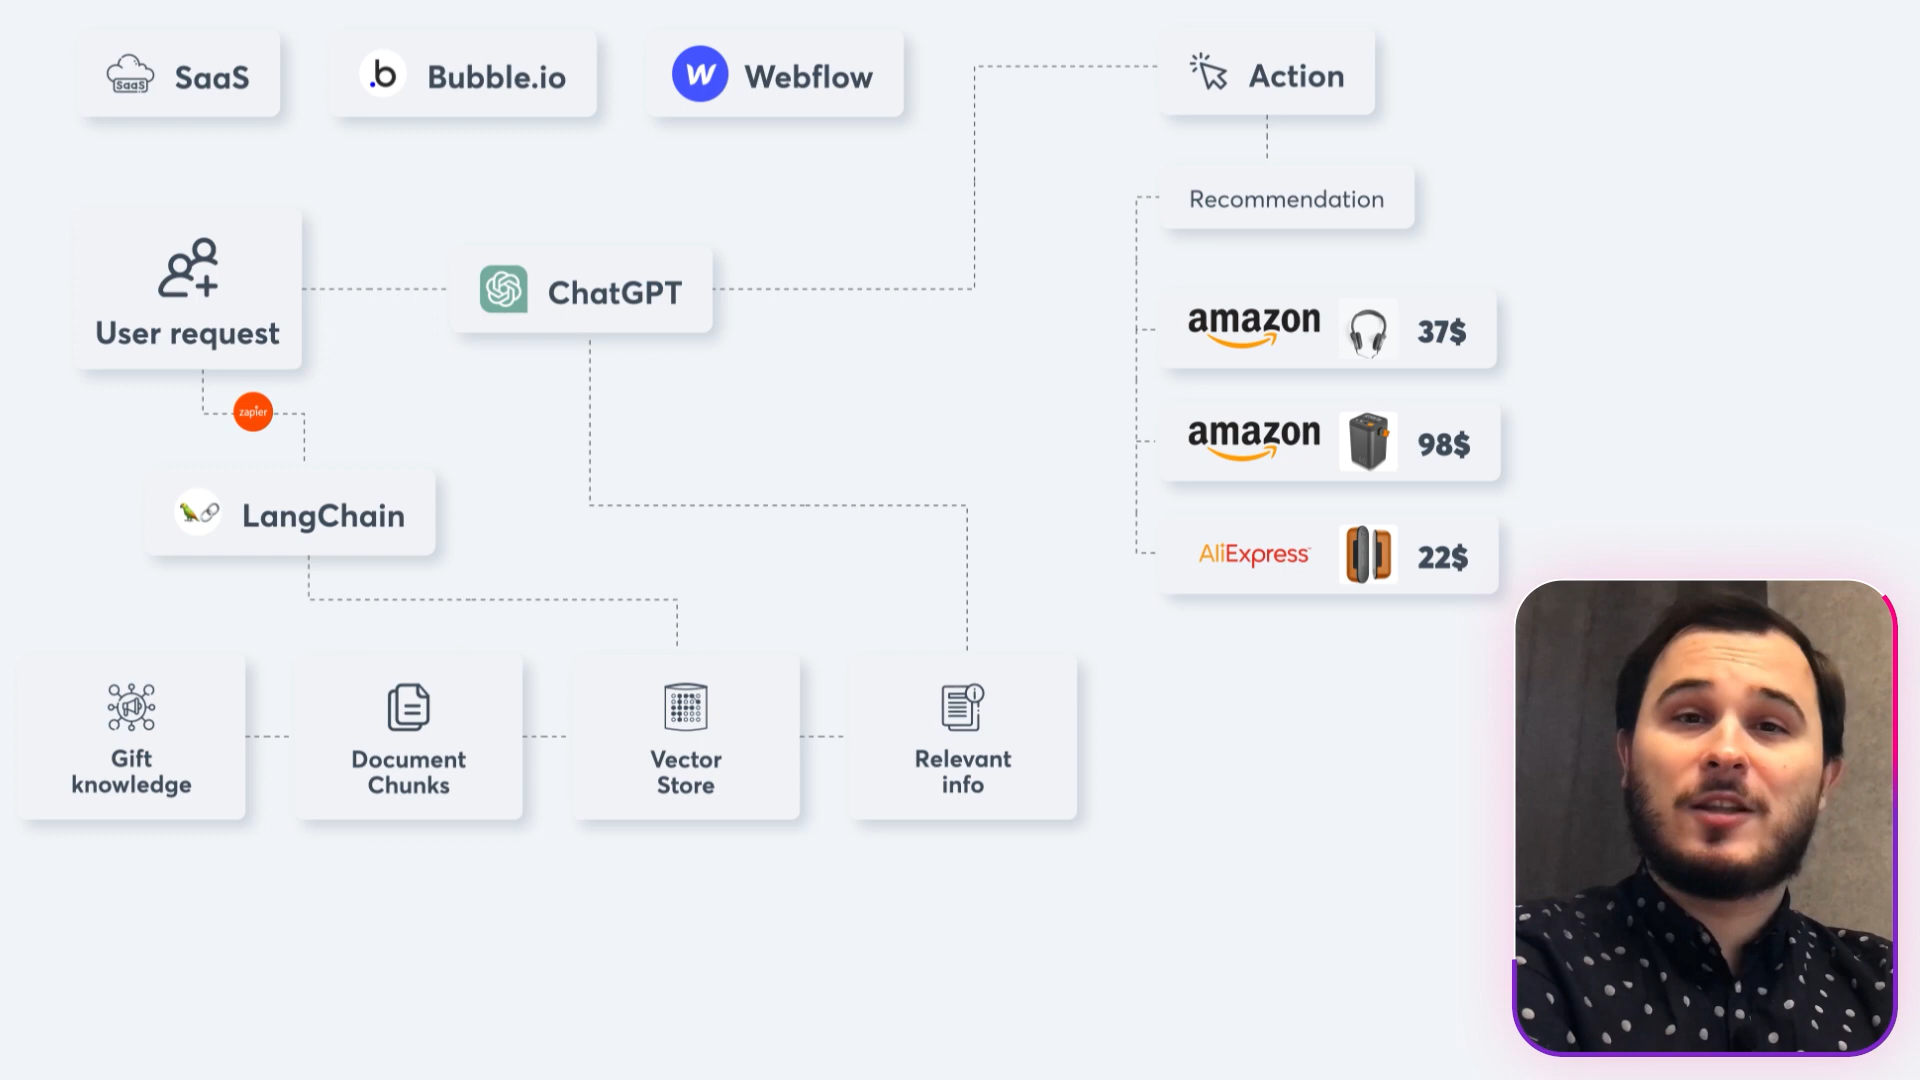 SaaS
SaaS
b
Bubble.io
W
Webflow
Action
Recommendation
User request
ChatGPT
amazon
37$
zapier
amazon
98$
LangChain
AliExpress
22$
Gift
knowledge
Document
Chunks
Vector
Store
Relevant
info